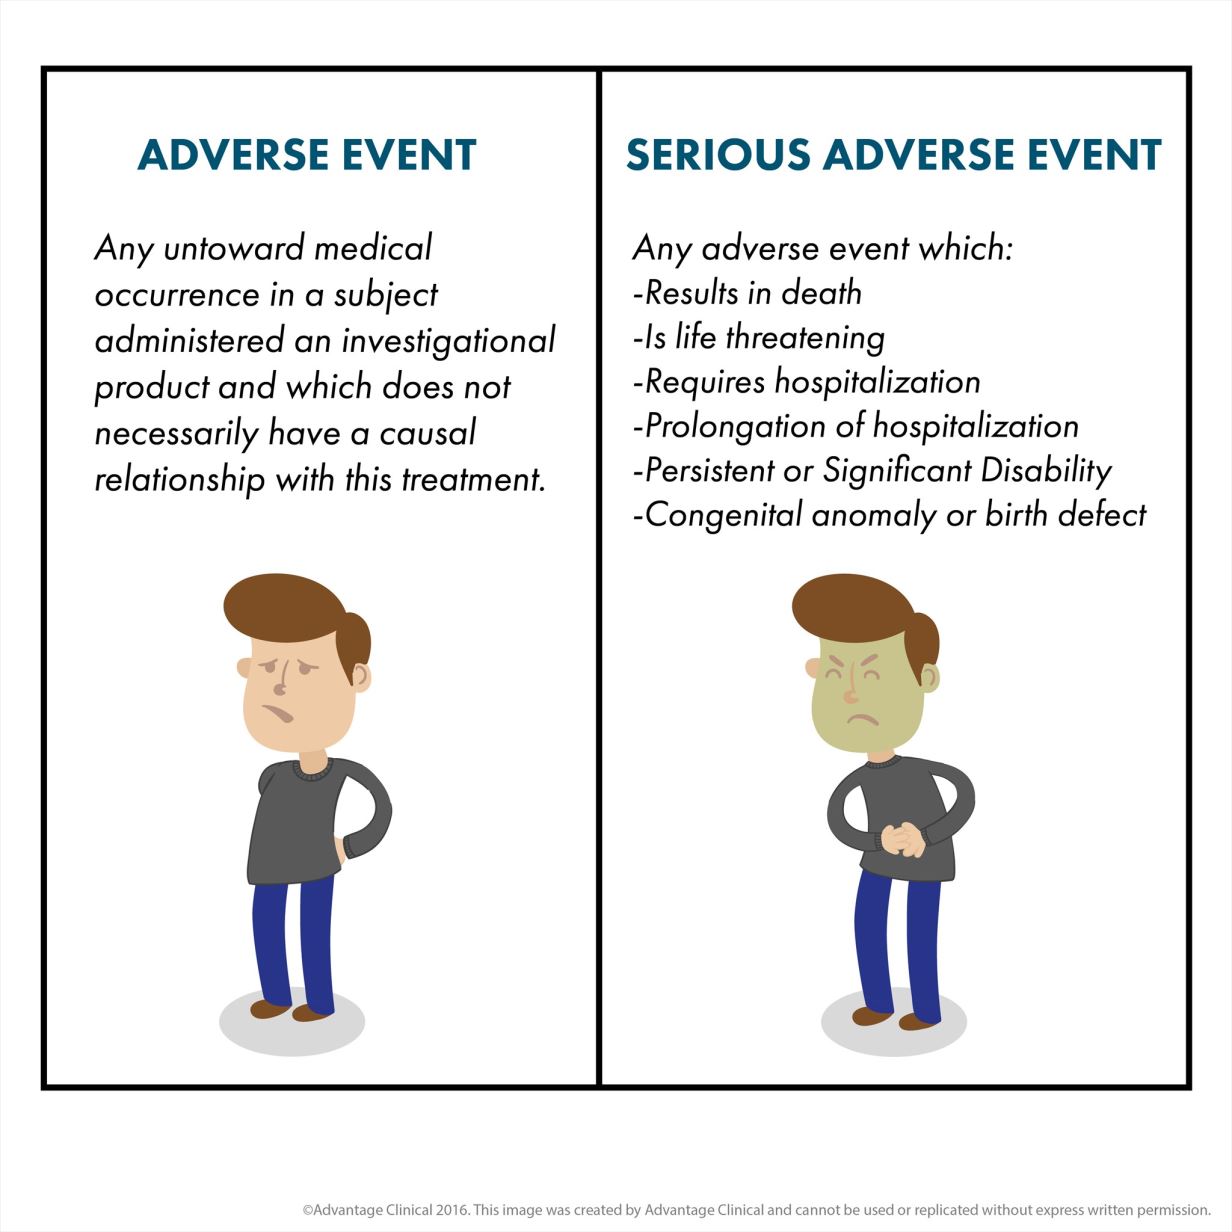 ADVERSE EVENT
Any untoward medical
occurrence in a subject
administered an investigational
product and which does not
necessarily have a causal
relationship with this treatment.
SERIOUS ADVERSE EVENT
Any adverse event which:
-Results in death
-Is life threatening
-Requires hospitalization
-Prolongation of hospitalization
-Persistent or Significant Disability
-Congenital anomaly or birth defect
©Advantage Clinical 2016. This image was created by Advantage Clinical and cannot be used or replicated without express written permission.